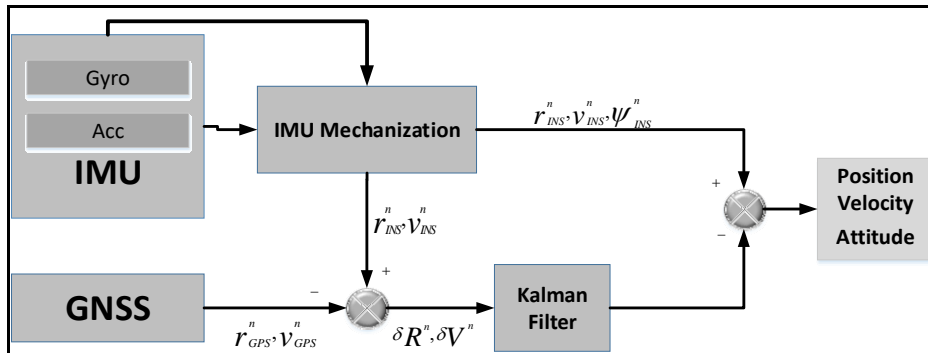 Gyro
Acc
IMU
IMU Mechanization
r^n_INS, v^n_INS, ψ^n_INS
+
−
Position
Velocity
Attitude
r^n_INS, v^n_INS
+
−
GNSS
r^n_GPS, v^n_GPS
δR^n, δV^n
Kalman
Filter